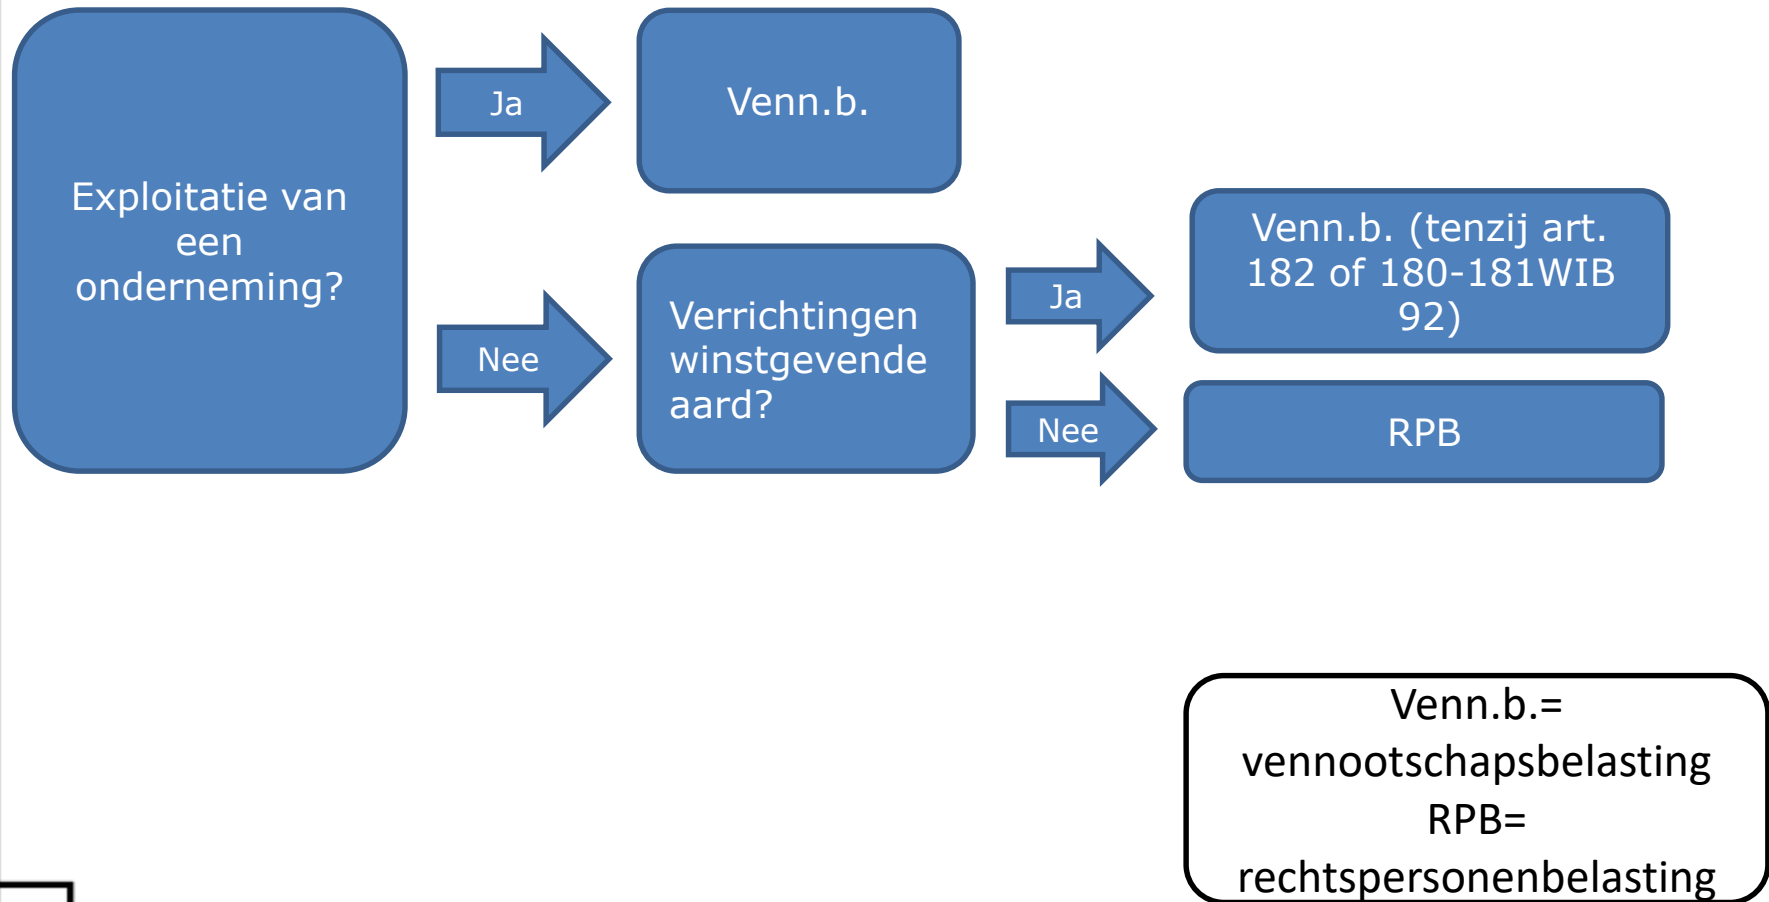 Exploitatie van
een
onderneming?
Ja
Venn.b.
Nee
Verrichtingen
winstgevende
aard?
Ja
Venn.b. (tenzij art.
182 of 180-181WIB
92)
Nee
RPB
Venn.b.=
vennootschapsbelasting
RPB=
rechtspersonenbelasting